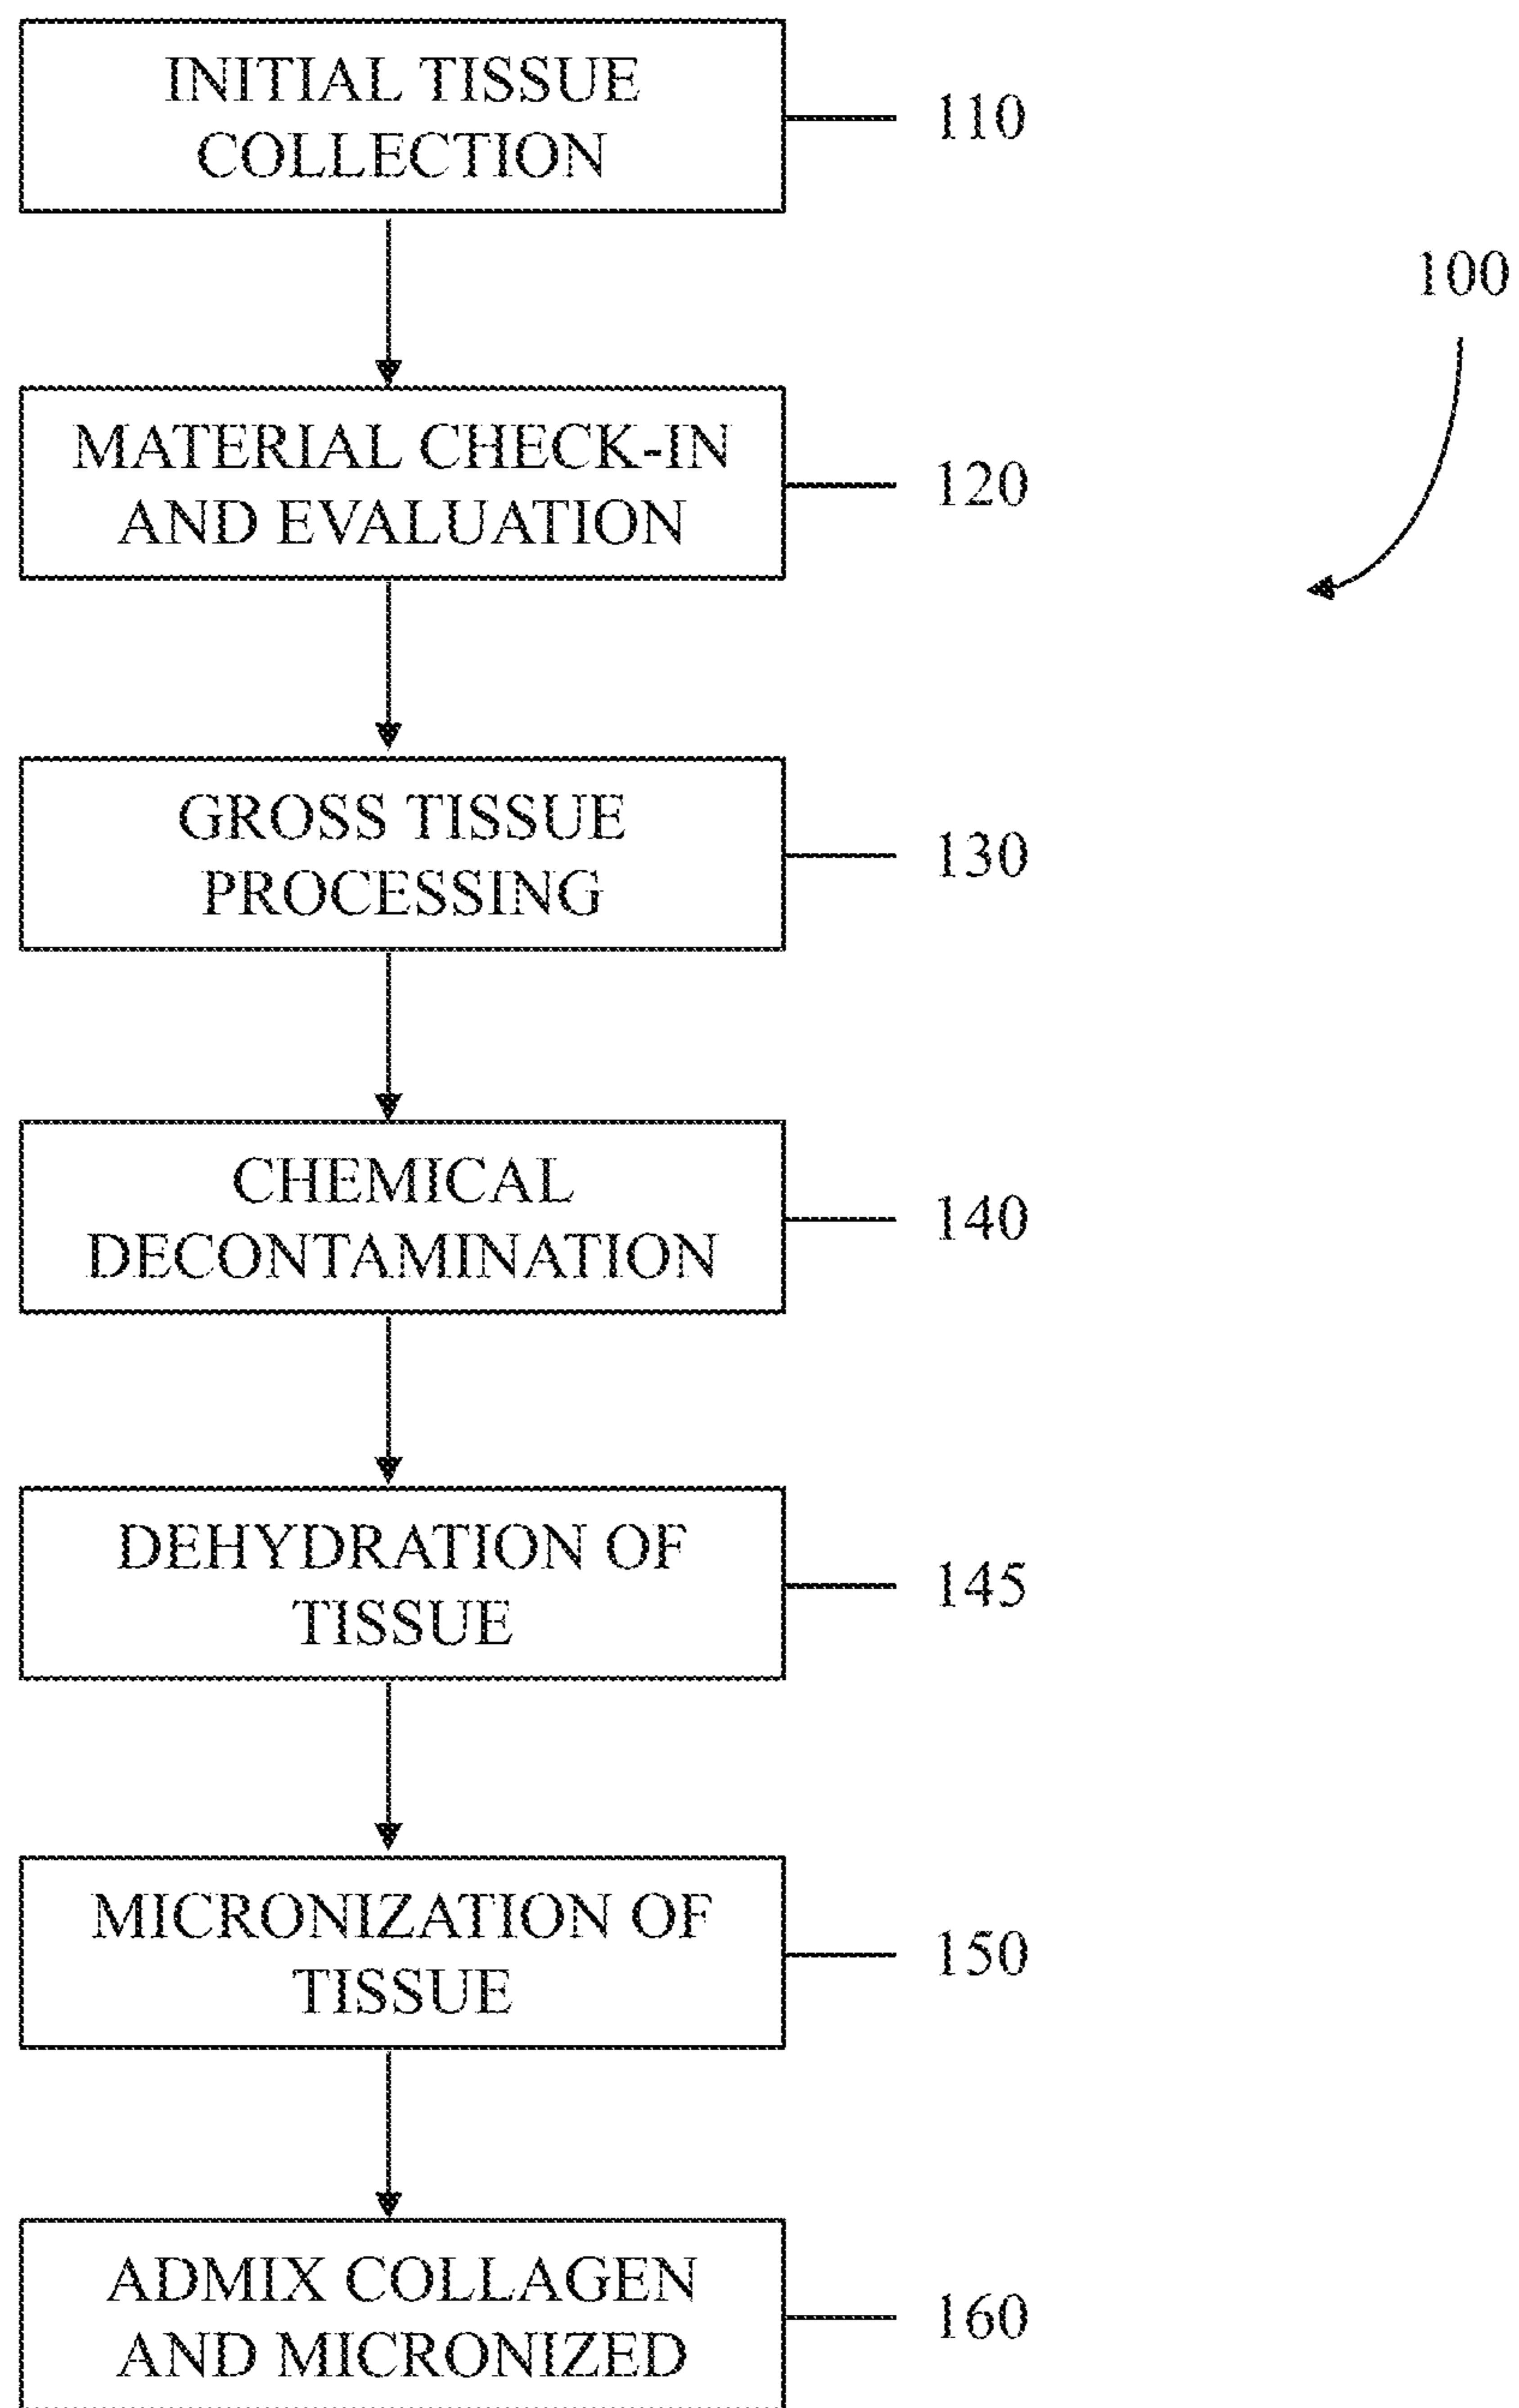 INITIAL TISSUE
COLLECTION
110
100
MATERIAL CHECK-IN
AND EVALUATION
120
GROSS TISSUE
PROCESSING
130
CHEMICAL
DECONTAMINATION
140
DEHYDRATION OF
TISSUE
145
MICRONIZATION OF
TISSUE
150
ADMIX COLLAGEN
AND MICRONIZED
160